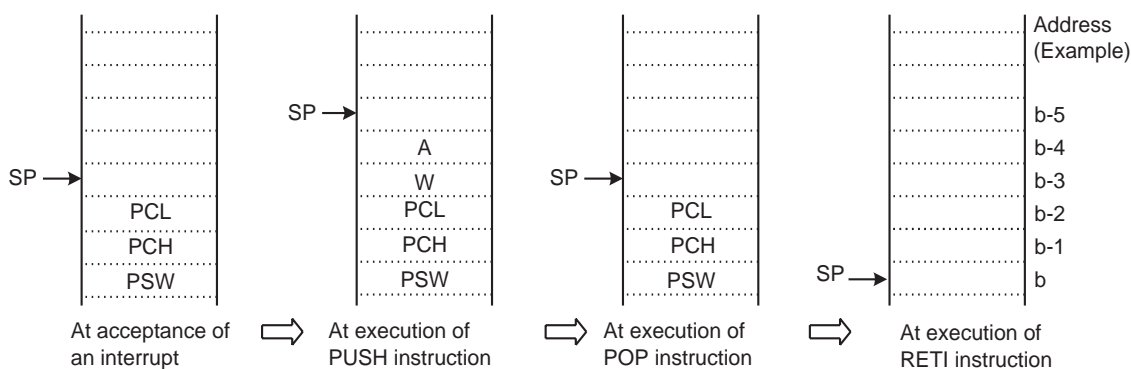 Address
(Example)
SP
b-5
A
b-4
SP
W
SP
b-3
PCL
PCL
PCL
b-2
PCH
PCH
PCH
b-1
PSW
PSW
PSW
SP
b
At acceptance of
an interrupt
At execution of
PUSH instruction
At execution of
POP instruction
At execution of
RETI instruction